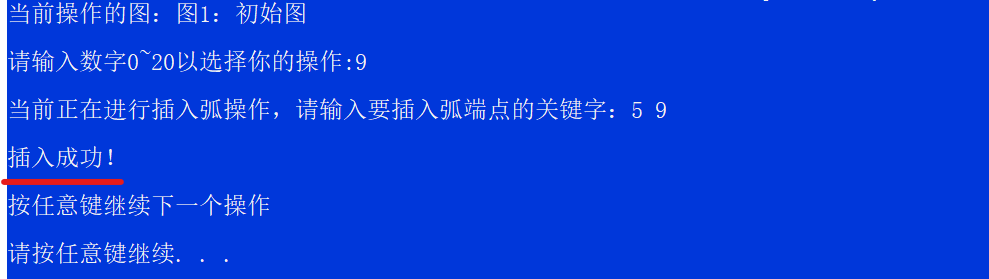 当前操作的图：图1：初始图
请输入数字0~20以选择你的操作:9
当前正在进行插入弧操作，请输入要插入弧端点的关键字：5 9
插入成功！
按任意键继续下一个操作
请按任意键继续. . .